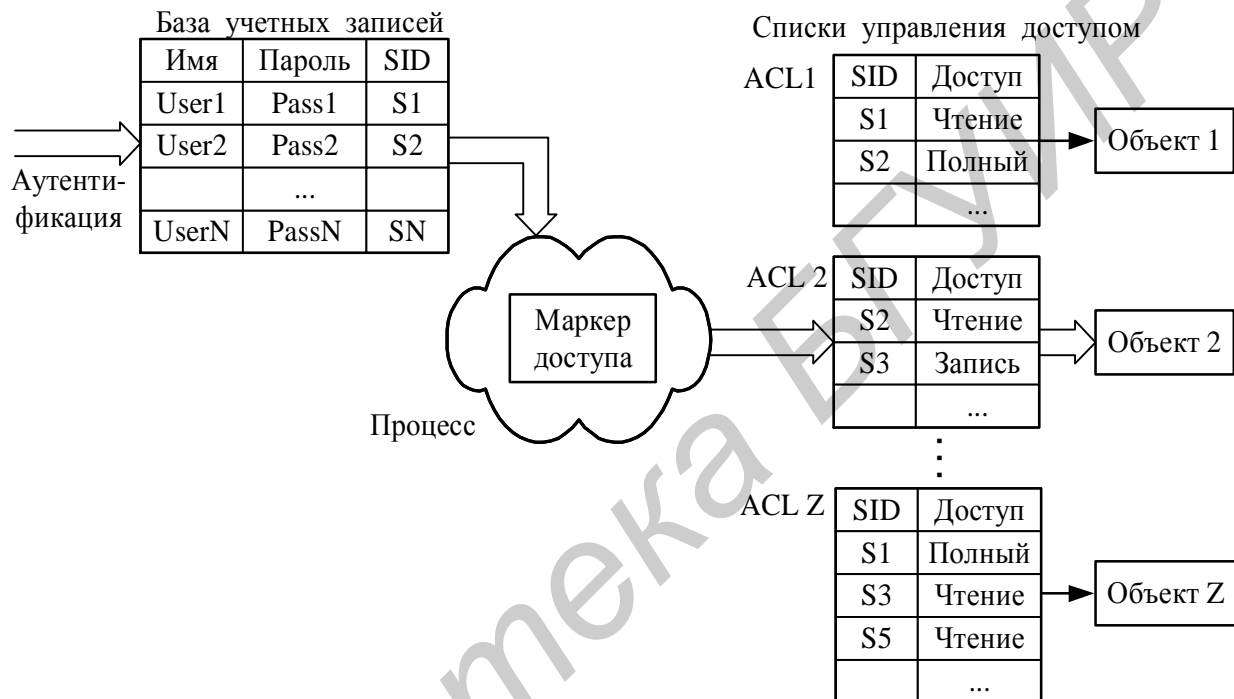 База учетных записей
Имя Пароль SID
User1 Pass1 S1
User2 Pass2 S2
...
UserN PassN SN
Аутенти-
фикация
Маркер
доступа
Процесс
Списки управления доступом
ACL1
SID Доступ
S1 Чтение
S2 Полный
...
Объект 1
ACL 2
SID Доступ
S2 Чтение
S3 Запись
...
Объект 2
ACL Z
SID Доступ
S1 Полный
S3 Чтение
S5 Чтение
...
Объект Z
тека БГУИР